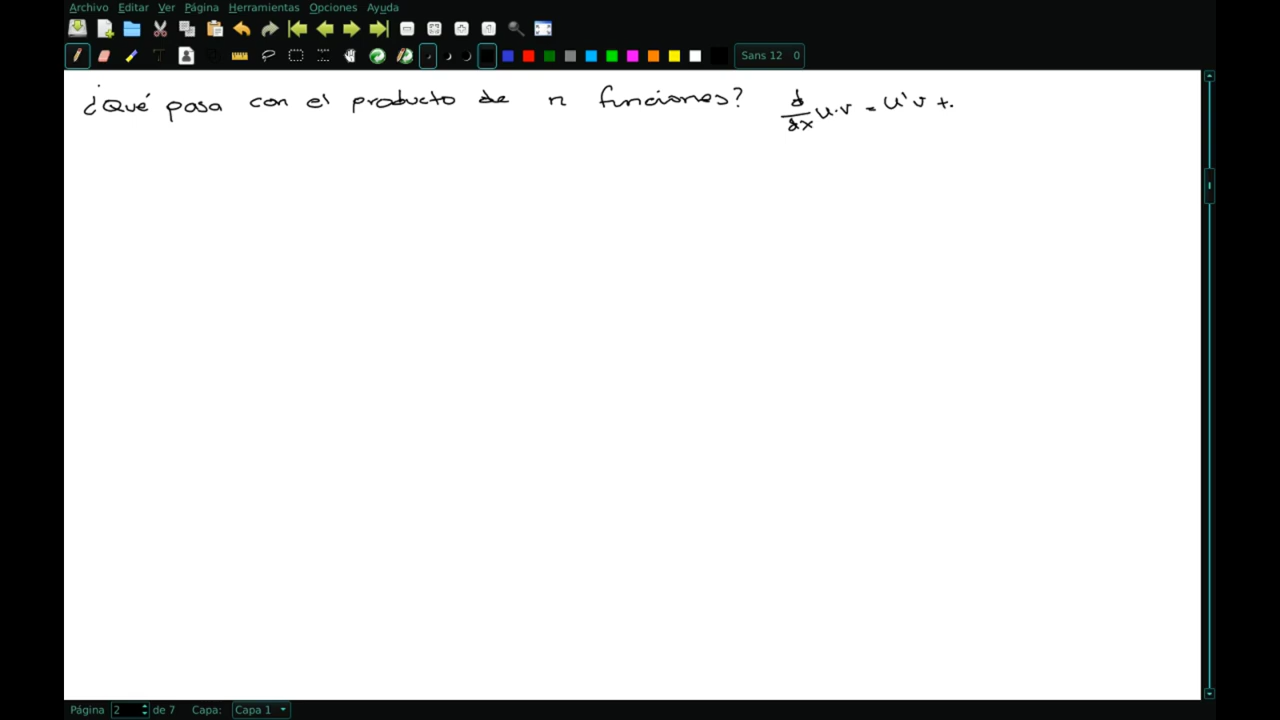 Archivo Editar Ver Página Herramientas Opciones Ayuda
Sans 12 0
¿Qué pasa con el producto de n funciones? d/dx u·v = u'v +
Página 2 de 7 Capa: Capa 1